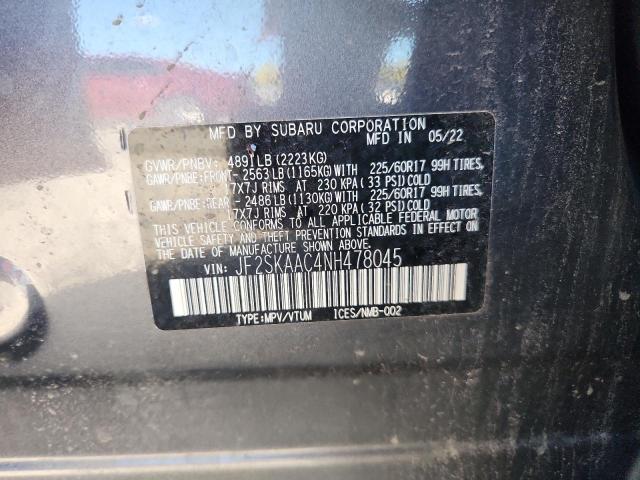 MFD BY SUBARU CORPORATION
MFD IN 05/22
GVWR/PNBV: 4891LB (2223KG)
GAWR/PNBE:FRONT- 2563LB (1165KG)WITH 225/60R17 99H TIRES,
17X7J RIMS AT 230 KPA (33 PSI) COLD
GAWR/PNBE:REAR - 2486LB (1130KG)WITH 225/60R17 99H TIRES,
17X7J RIMS AT 220 KPA (32 PSI) COLD
THIS VEHICLE CONFORMS TO ALL APPLICABLE FEDERAL MOTOR
VEHICLE SAFETY AND THEFT PREVENTION STANDARDS IN EFFECT ON
THE DATE OF MANUFACTURE SHOWN ABOVE.
VIN: JF2SKAAC4NH478045
TYPE:MPV/VTUM ICES/NMB-002